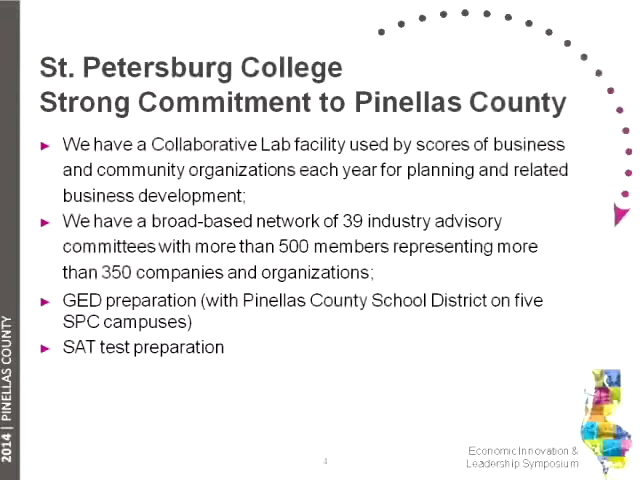 St. Petersburg College
Strong Commitment to Pinellas County
► We have a Collaborative Lab facility used by scores of business
and community organizations each year for planning and related
business development;
► We have a broad-based network of 39 industry advisory
committees with more than 500 members representing more
than 350 companies and organizations;
► GED preparation (with Pinellas County School District on five
SPC campuses)
► SAT test preparation
2014 | PINELLAS COUNTY
4
Economic Innovation &
Leadership Symposium